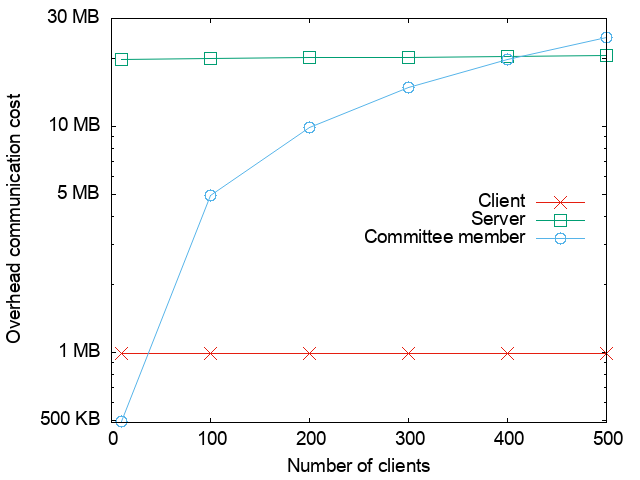 30 MB
10 MB
5 MB
1 MB
500 KB
Overhead communication cost
Client
Server
Committee member
0 100 200 300 400 500
Number of clients